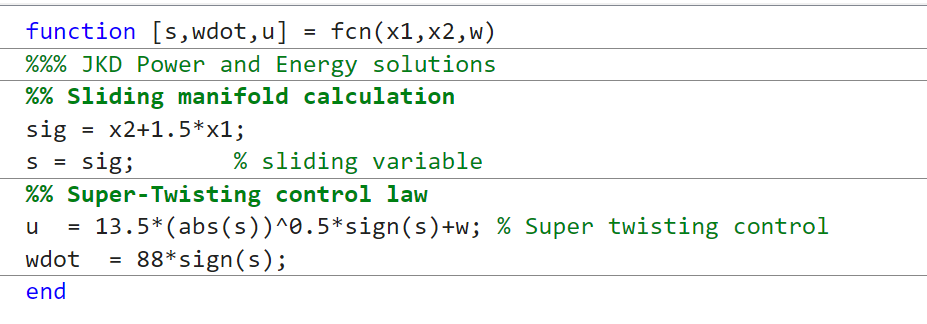 function [s,wdot,u] = fcn(x1,x2,w)
%%% JKD Power and Energy solutions
%% Sliding manifold calculation
sig = x2+1.5*x1;
s = sig;       % sliding variable
%% Super-Twisting control law
u  = 13.5*(abs(s))^0.5*sign(s)+w; % Super twisting control
wdot  = 88*sign(s);
end